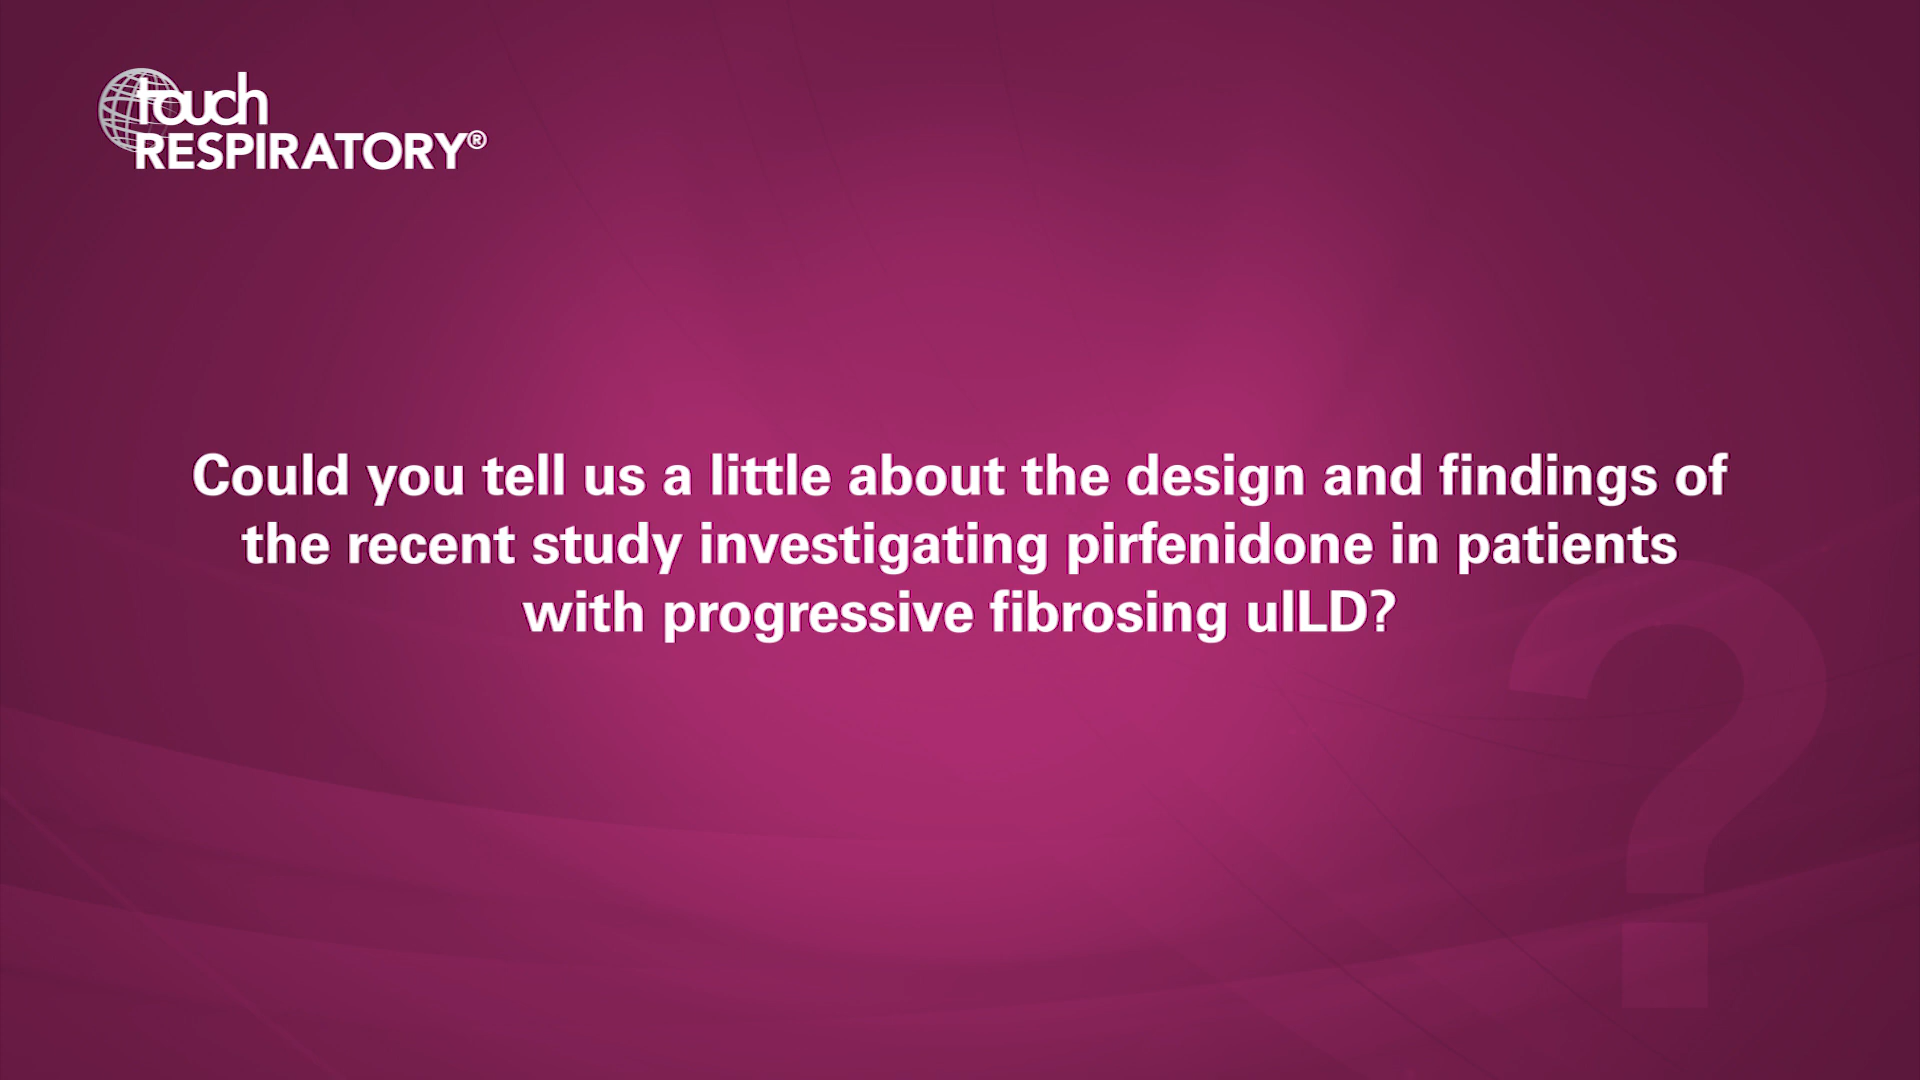 touch
RESPIRATORY®
Could you tell us a little about the design and findings of
the recent study investigating pirfenidone in patients
with progressive fibrosing uILD?
?